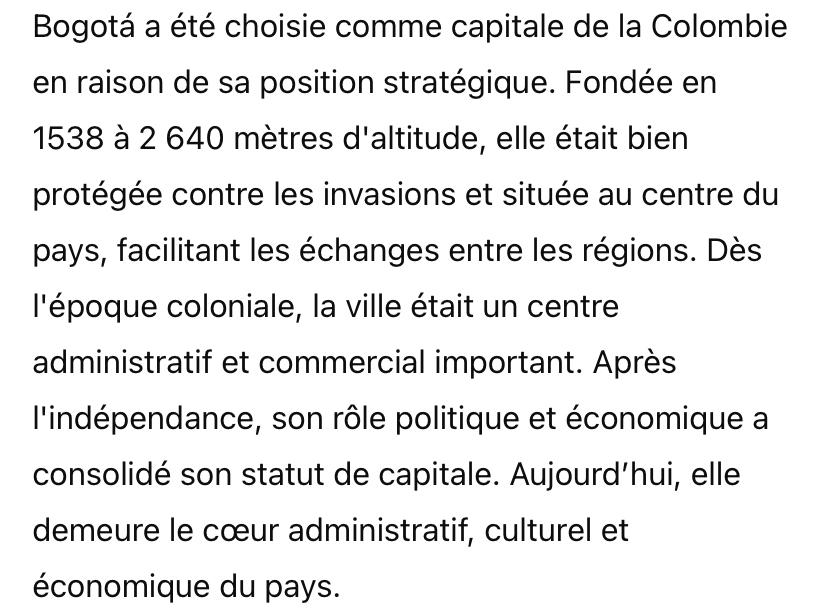 Bogotá a été choisie comme capitale de la Colombie
en raison de sa position stratégique. Fondée en
1538 à 2 640 mètres d'altitude, elle était bien
protégée contre les invasions et située au centre du
pays, facilitant les échanges entre les régions. Dès
l'époque coloniale, la ville était un centre
administratif et commercial important. Après
l'indépendance, son rôle politique et économique a
consolidé son statut de capitale. Aujourd’hui, elle
demeure le cœur administratif, culturel et
économique du pays.